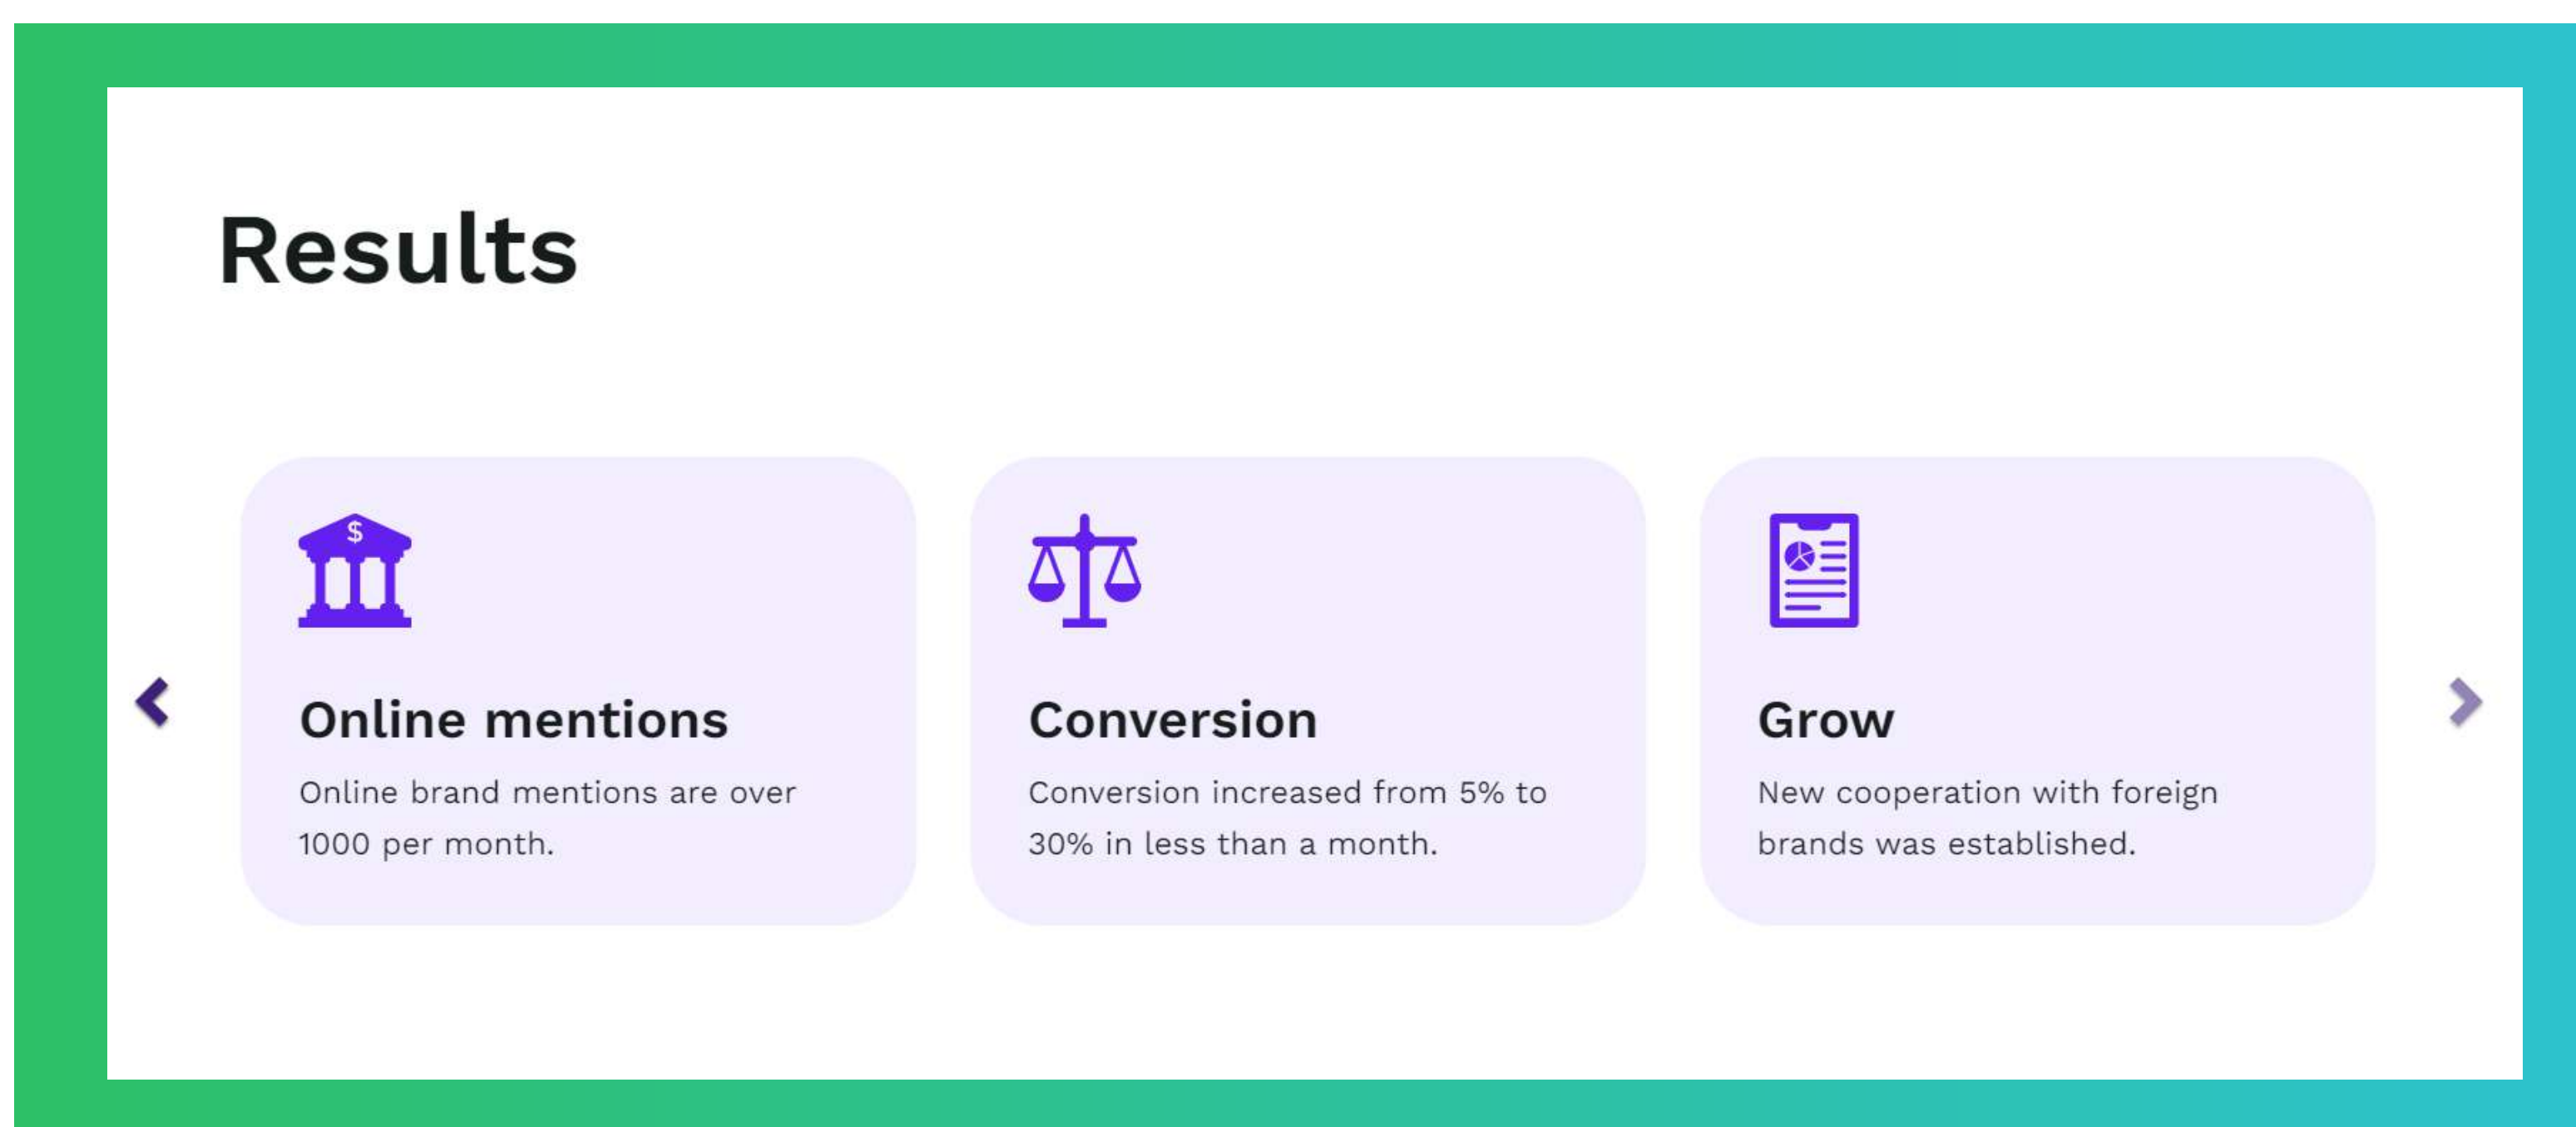 Results
$
Online mentions
Online brand mentions are over
1000 per month.
Conversion
Conversion increased from 5% to
30% in less than a month.
Grow
New cooperation with foreign
brands was established.